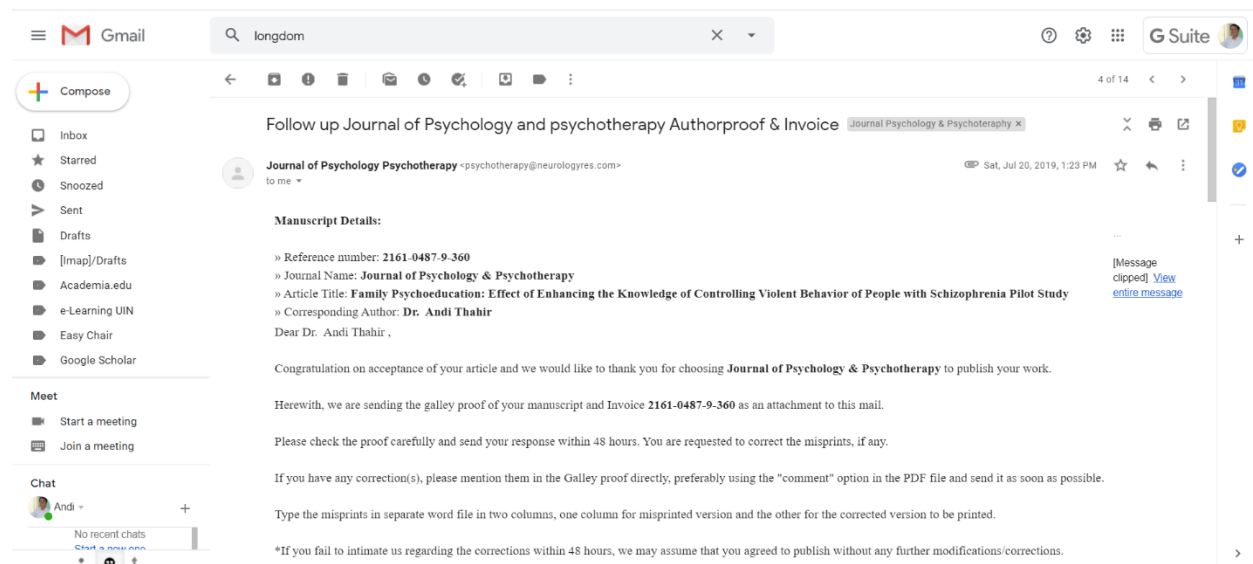 Gmail
longdom
G Suite
Compose
4 of 14
Inbox
Starred
Snoozed
Sent
Drafts
[Imap]/Drafts
Academia.edu
e-Learning UIN
Easy Chair
Google Scholar
Meet
Start a meeting
Join a meeting
Chat
Andi
No recent chats
Start a new one
Follow up Journal of Psychology and psychotherapy Authorproof & Invoice
Journal Psychology & Psychoteraphy ×
Journal of Psychology Psychotherapy <psychotherapy@neurologyres.com>
Sat, Jul 20, 2019, 1:23 PM
to me
Manuscript Details:
» Reference number: 2161-0487-9-360
» Journal Name: Journal of Psychology & Psychotherapy
» Article Title: Family Psychoeducation: Effect of Enhancing the Knowledge of Controlling Violent Behavior of People with Schizophrenia Pilot Study
» Corresponding Author: Dr. Andi Thahir
Dear Dr. Andi Thahir ,
Congratulation on acceptance of your article and we would like to thank you for choosing Journal of Psychology & Psychotherapy to publish your work.
Herewith, we are sending the galley proof of your manuscript and Invoice 2161-0487-9-360 as an attachment to this mail.
Please check the proof carefully and send your response within 48 hours. You are requested to correct the misprints, if any.
If you have any correction(s), please mention them in the Galley proof directly, preferably using the "comment" option in the PDF file and send it as soon as possible.
Type the misprints in separate word file in two columns, one column for misprinted version and the other for the corrected version to be printed.
*If you fail to intimate us regarding the corrections within 48 hours, we may assume that you agreed to publish without any further modifications/corrections.
...
[Message
clipped] View
entire message
31